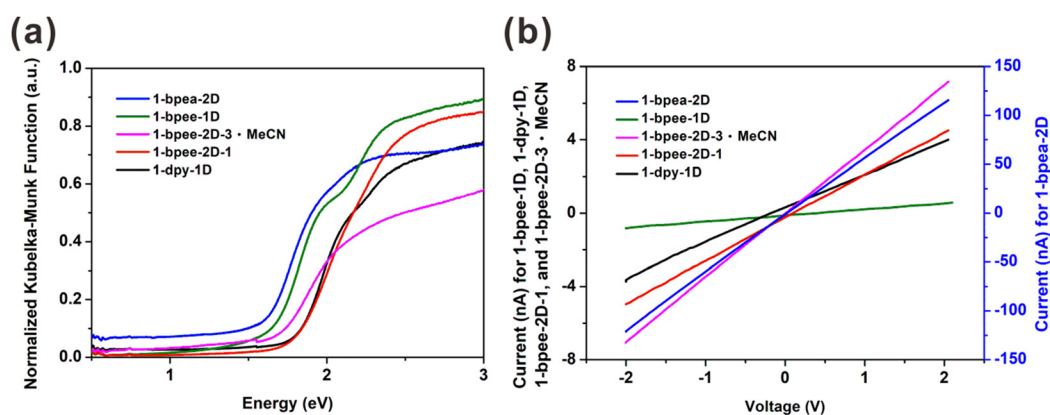 (a)
Normalized Kubelka-Munk Function (a.u.)
1.0
0.8
0.6
0.4
0.2
0.0
1-bpea-2D
1-bpee-1D
1-bpee-2D-3・MeCN
1-bpee-2D-1
1-dpy-1D
1
2
3
Energy (eV)
(b)
Current (nA) for 1-bpee-1D, 1-dpy-1D,
1-bpee-2D-1, and 1-bpee-2D-3・MeCN
8
4
0
-4
-8
1-bpea-2D
1-bpee-1D
1-bpee-2D-3・MeCN
1-bpee-2D-1
1-dpy-1D
-2
-1
0
1
2
Voltage (V)
150
100
50
0
-50
-100
-150
Current (nA) for 1-bpea-2D